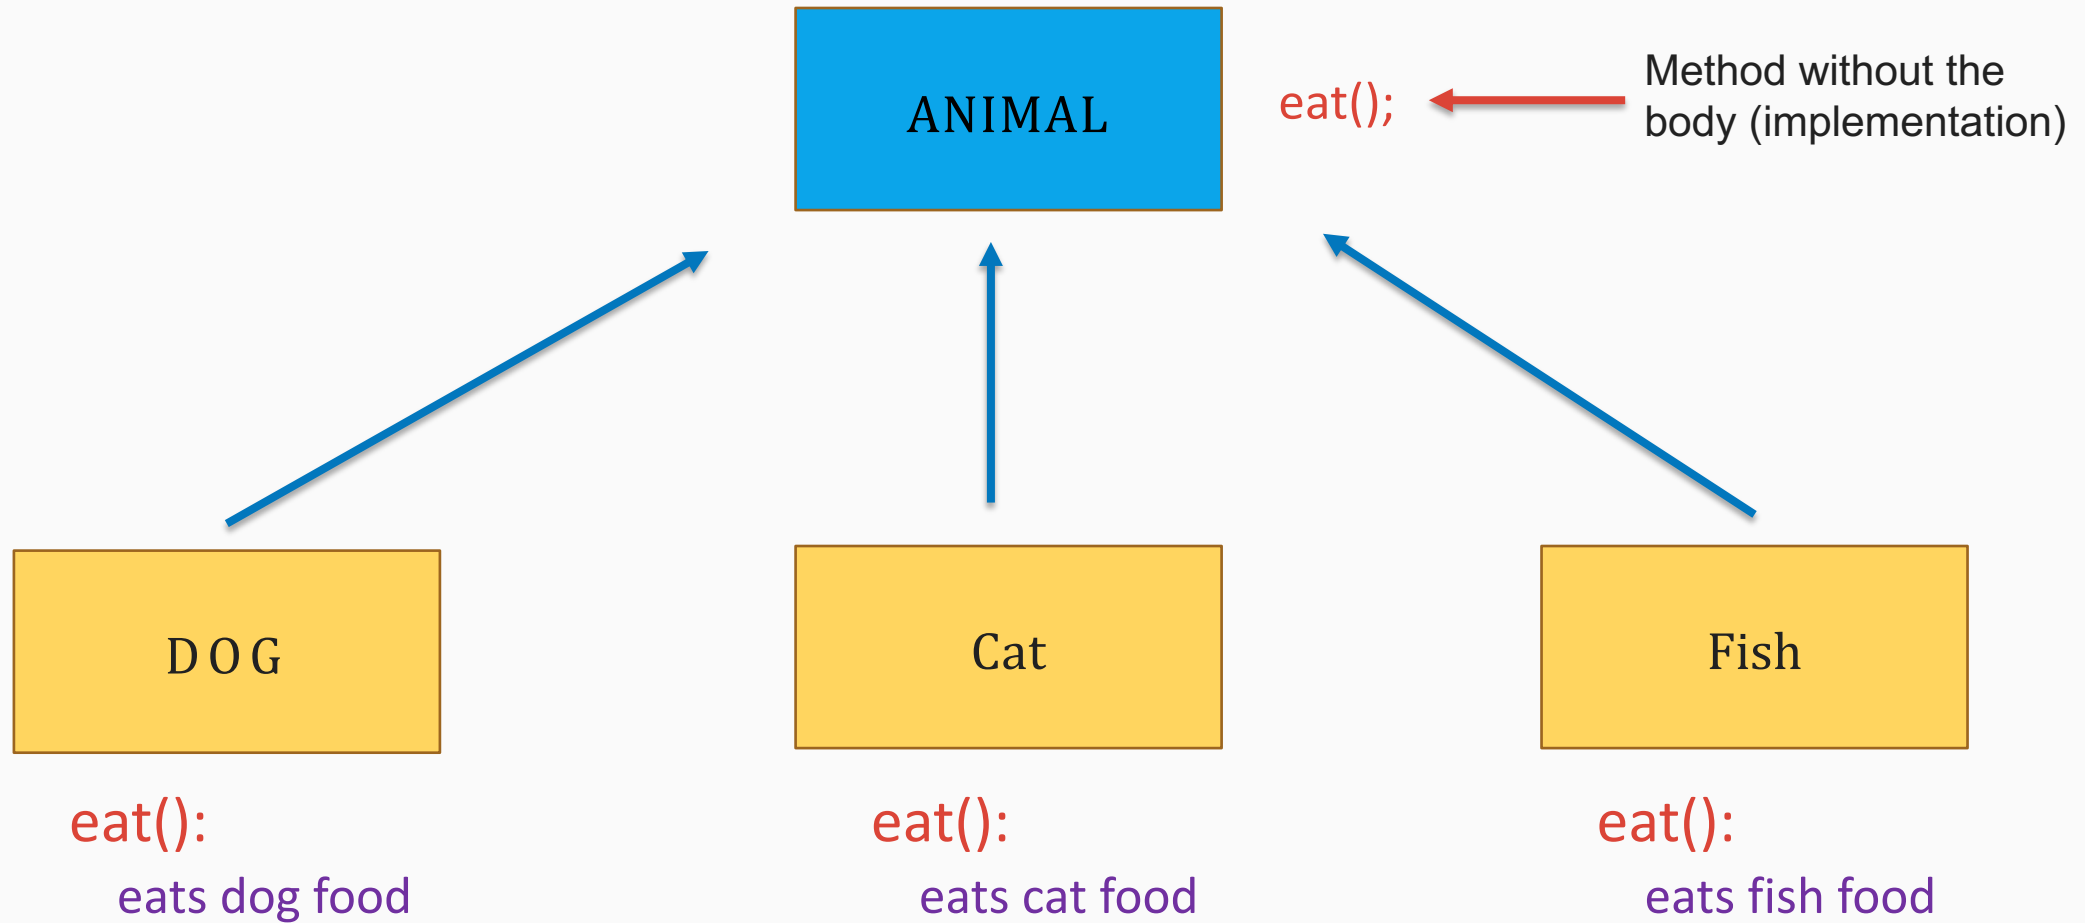 ANIMAL
eat();
Method without the
body (implementation)
D O G
Cat
Fish
eat():
eats dog food
eat():
eats cat food
eat():
eats fish food